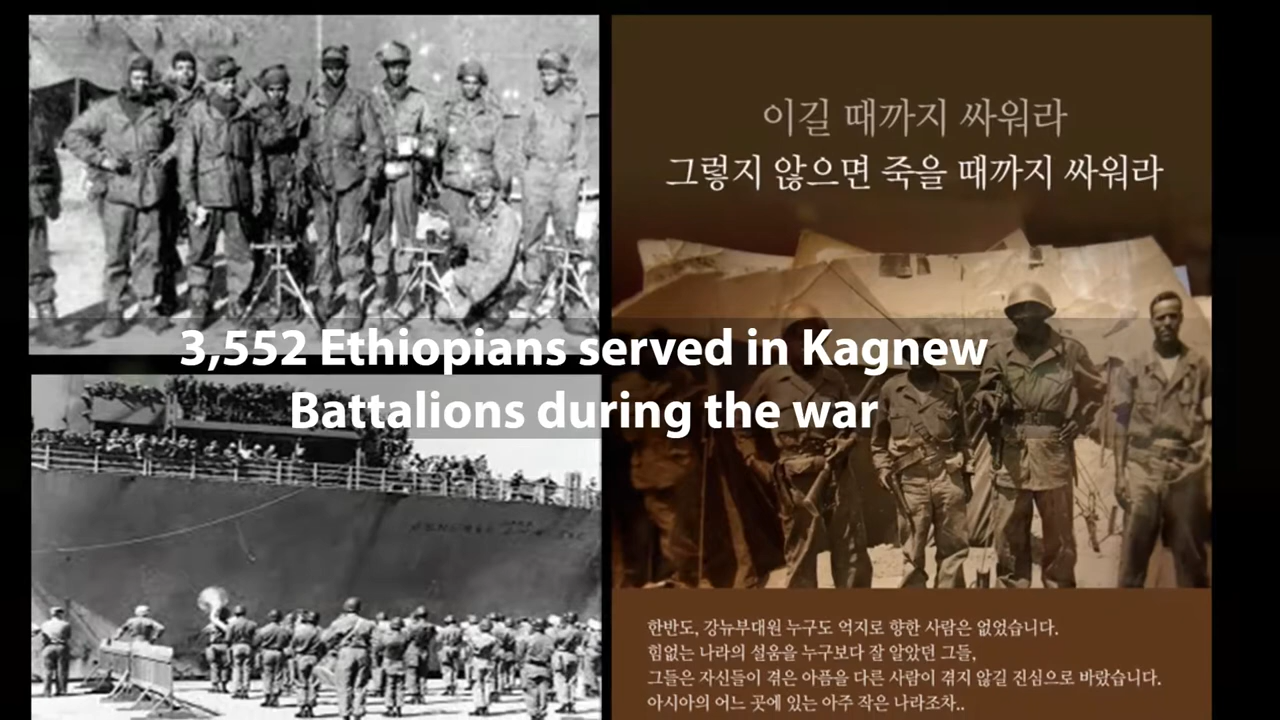 이길 때까지 싸워라
그렇지 않으면 죽을 때까지 싸워라
3,552 Ethiopians served in Kagnew
Battalions during the war
한반도, 강뉴부대원 누구도 억지로 향한 사람은 없었습니다.
힘없는 나라의 설움을 누구보다 잘 알았던 그들,
그들은 자신들이 겪은 아픔을 다른 사람이 겪지 않길 진심으로 바랐습니다.
아시아의 어느 곳에 있는 아주 작은 나라조차..